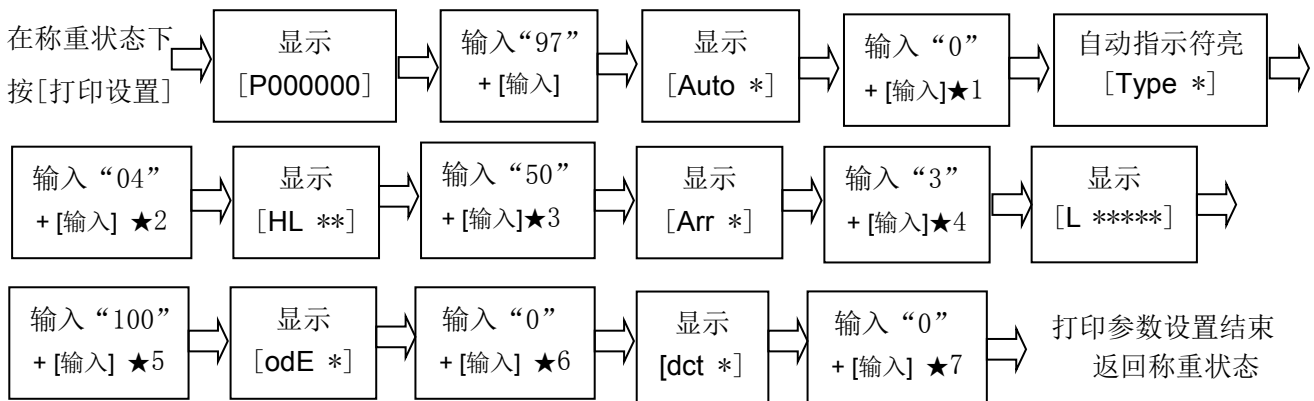 在称重状态下
按[打印设置]
显示
[P000000]
输入“97”
+ [输入]
显示
[Auto *]
输入“0”
+ [输入]★1
自动指示符亮
[Type *]
输入“04”
+ [输入] ★2
显示
[HL **]
输入“50”
+ [输入]★3
显示
[Arr *]
输入“3”
+ [输入]★4
显示
[L *****]
输入“100”
+ [输入] ★5
显示
[odE *]
输入“0”
+ [输入] ★6
显示
[dct *]
输入“0”
+ [输入] ★7
打印参数设置结束
返回称重状态